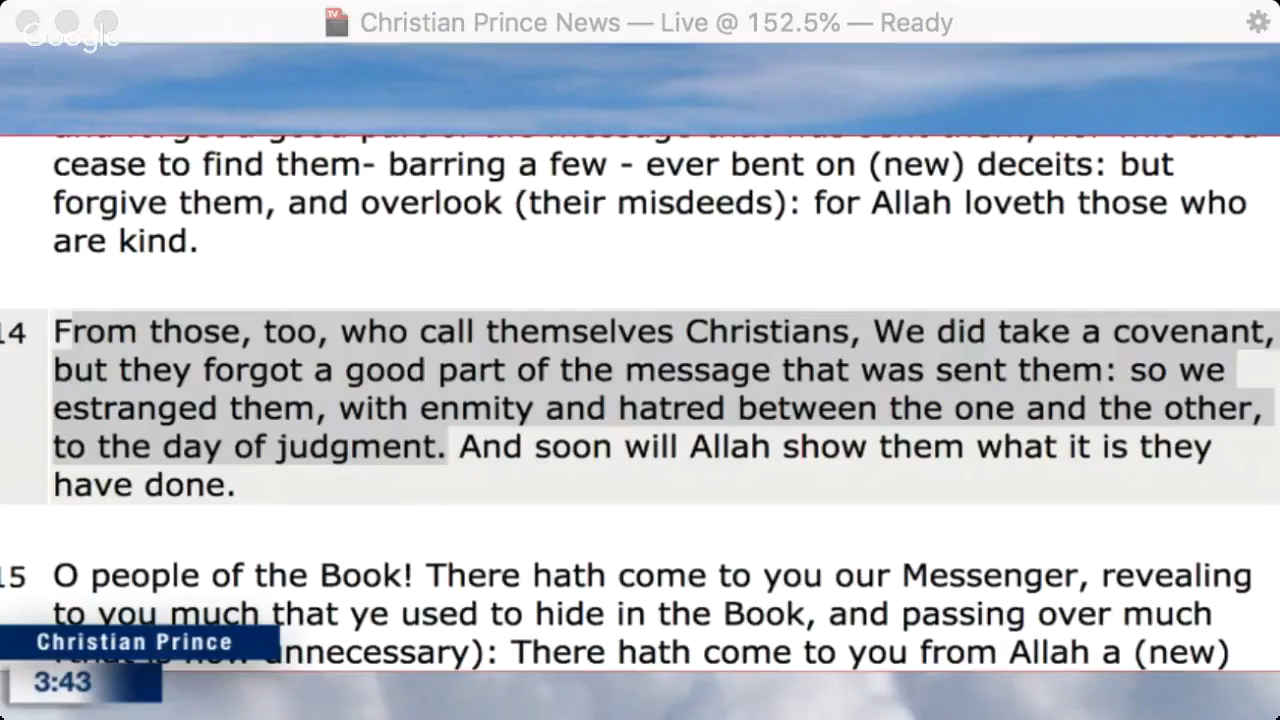 Christian Prince News — Live @ 152.5% — Ready
Google
cease to find them- barring a few - ever bent on (new) deceits: but
forgive them, and overlook (their misdeeds): for Allah loveth those who
are kind.
14 From those, too, who call themselves Christians, We did take a covenant,
but they forgot a good part of the message that was sent them: so we
estranged them, with enmity and hatred between the one and the other,
to the day of judgment. And soon will Allah show them what it is they
have done.
15 O people of the Book! There hath come to you our Messenger, revealing
to you much that ye used to hide in the Book, and passing over much
unnecessary): There hath come to you from Allah a (new)
Christian Prince
3:43